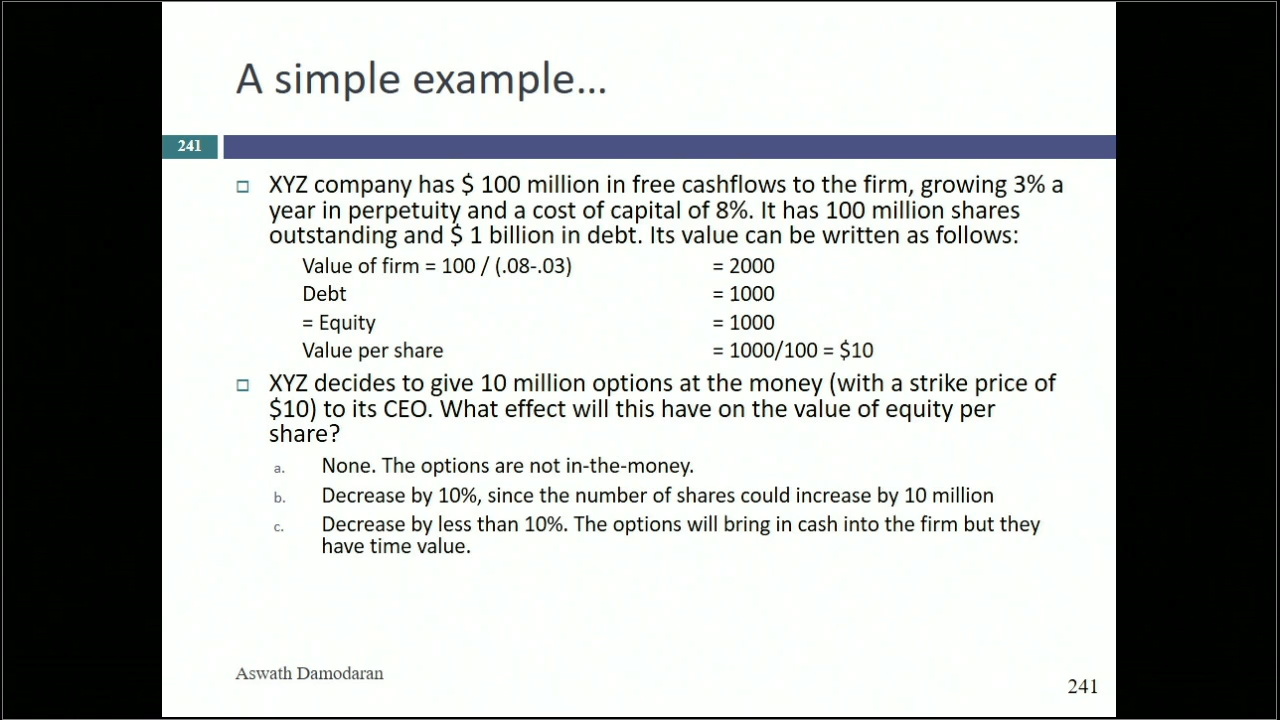 A simple example…
241
XYZ company has $ 100 million in free cashflows to the firm, growing 3% a
year in perpetuity and a cost of capital of 8%. It has 100 million shares
outstanding and $ 1 billion in debt. Its value can be written as follows:
Value of firm = 100 / (.08-.03) = 2000
Debt = 1000
= Equity = 1000
Value per share = 1000/100 = $10
XYZ decides to give 10 million options at the money (with a strike price of
$10) to its CEO. What effect will this have on the value of equity per
share?
a. None. The options are not in-the-money.
b. Decrease by 10%, since the number of shares could increase by 10 million
c. Decrease by less than 10%. The options will bring in cash into the firm but they
have time value.
Aswath Damodaran
241